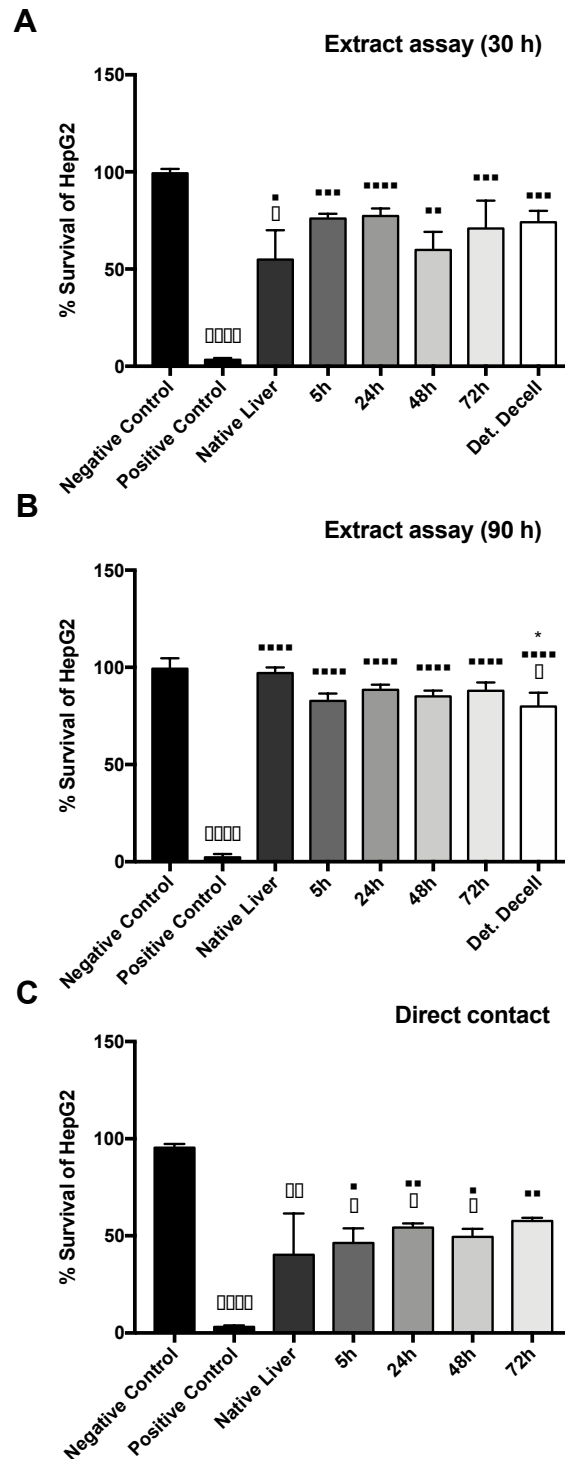 A
Extract assay (30 h)
% Survival of HepG2
150
100
50
0
▪
▯
▯▯▯▯
▪▪▪
▪▪▪▪
▪▪
▪▪▪
▪▪▪
Negative Control
Positive Control
Native Liver
5h
24h
48h
72h
Det. Decell
B
Extract assay (90 h)
% Survival of HepG2
150
100
50
0
▯▯▯▯
▪▪▪▪
▪▪▪▪
▪▪▪▪
▪▪▪▪
▪▪▪▪
*
▪▪▪▪
▯
Negative Control
Positive Control
Native Liver
5h
24h
48h
72h
Det. Decell
C
Direct contact
% Survival of HepG2
150
100
50
0
▯▯▯▯
▯▯
▪
▯
▪▪
▯
▪
▯
▪▪
Negative Control
Positive Control
Native Liver
5h
24h
48h
72h